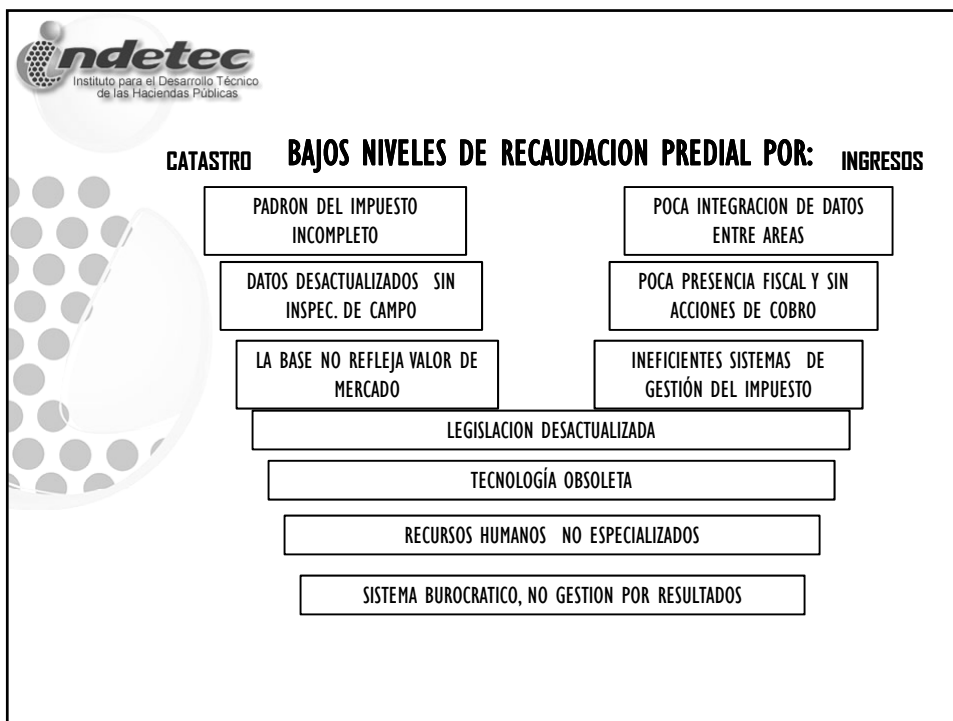 indetec
Instituto para el Desarrollo Técnico
de las Haciendas Públicas
CATASTRO BAJOS NIVELES DE RECAUDACION PREDIAL POR: INGRESOS
PADRON DEL IMPUESTO
INCOMPLETO
POCA INTEGRACION DE DATOS
ENTRE AREAS
DATOS DESACTUALIZADOS SIN
INSPEC. DE CAMPO
POCA PRESENCIA FISCAL Y SIN
ACCIONES DE COBRO
LA BASE NO REFLEJA VALOR DE
MERCADO
INEFICIENTES SISTEMAS DE
GESTIÓN DEL IMPUESTO
LEGISLACION DESACTUALIZADA
TECNOLOGÍA OBSOLETA
RECURSOS HUMANOS NO ESPECIALIZADOS
SISTEMA BUROCRATICO, NO GESTION POR RESULTADOS